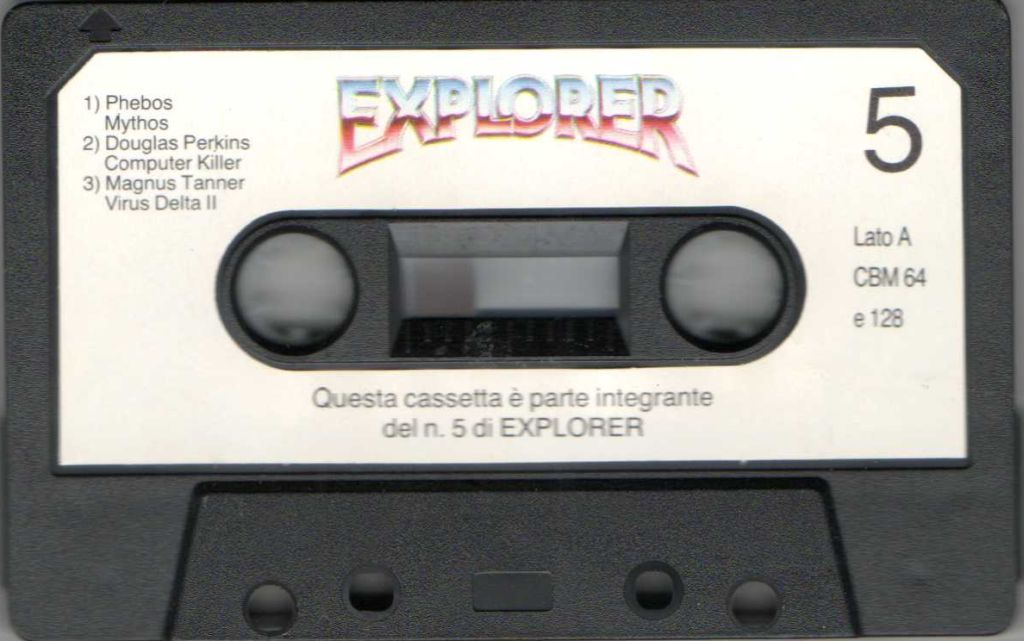 EXPLORER
5
1) Phebos
Mythos
2) Douglas Perkins
Computer Killer
3) Magnus Tanner
Virus Delta II
Lato A
CBM 64
e 128
Questa cassetta è parte integrante
del n. 5 di EXPLORER